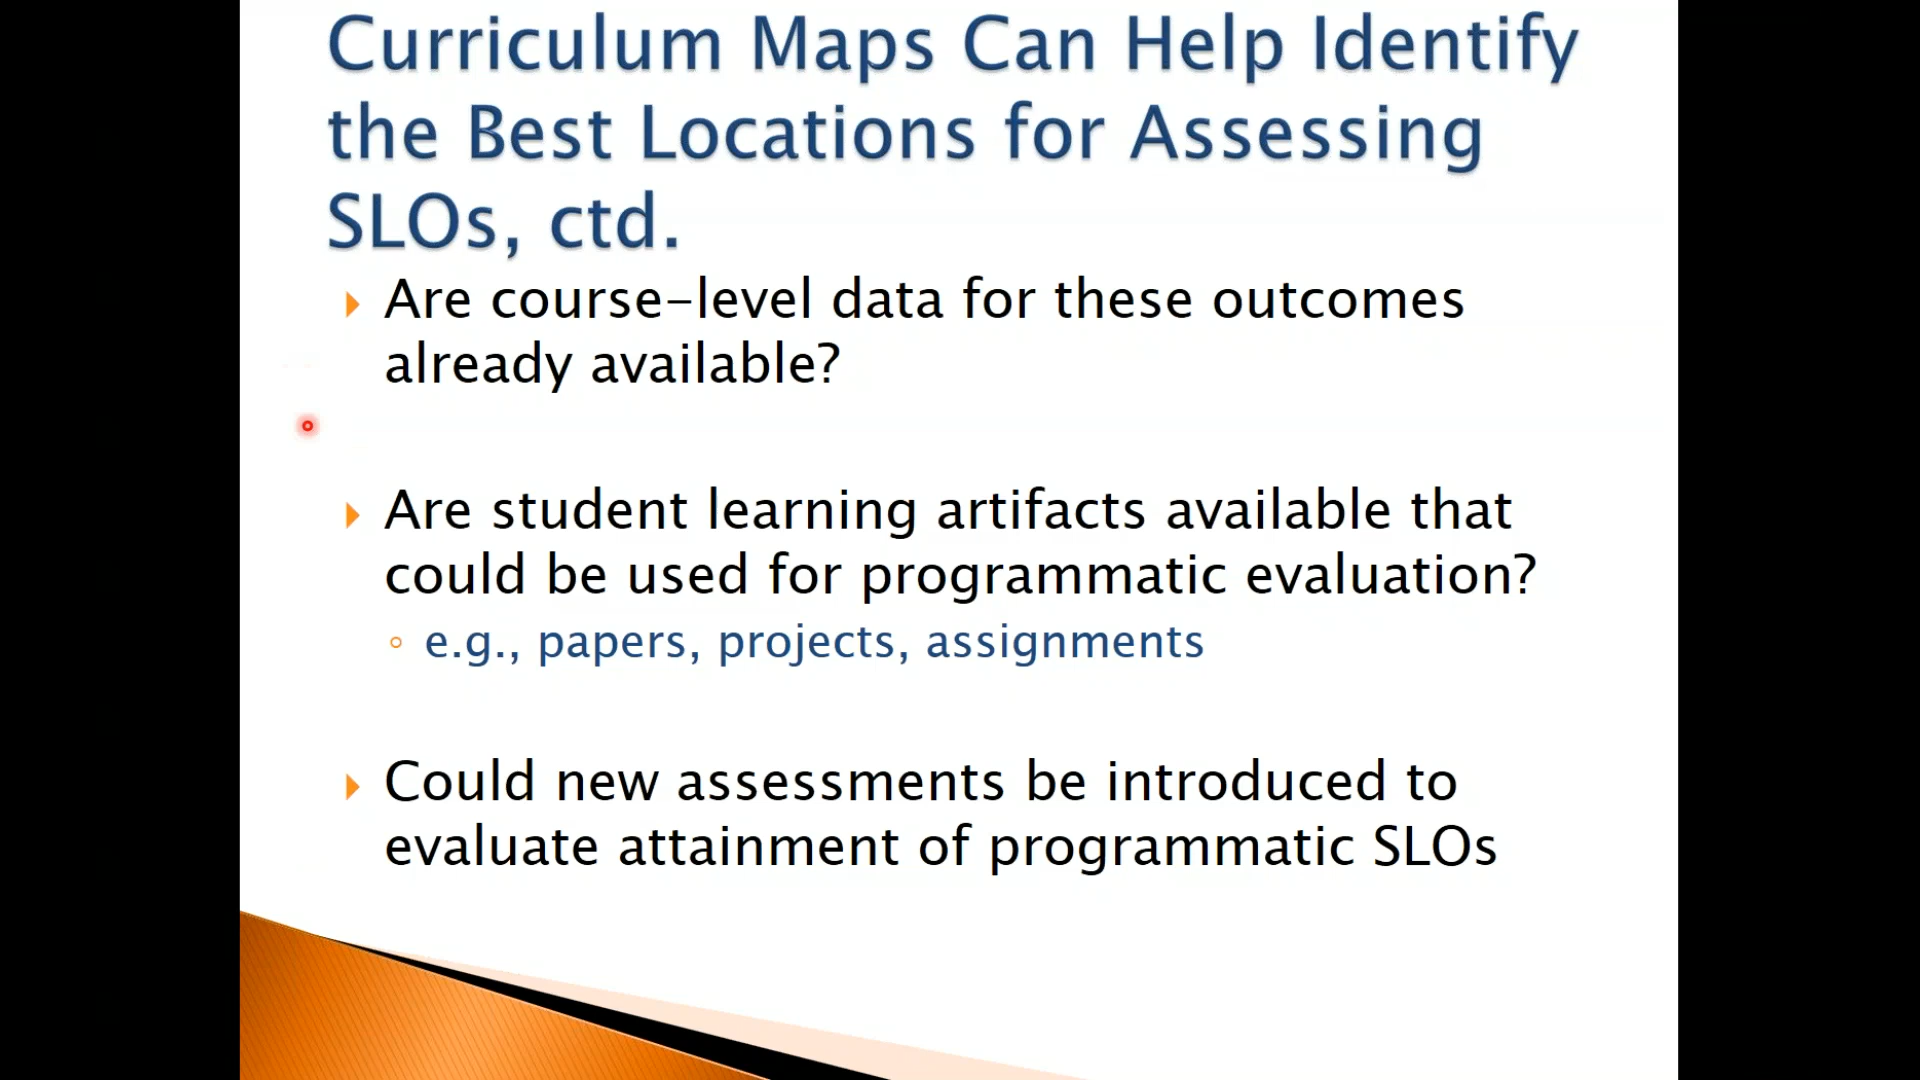 Curriculum Maps Can Help Identify
the Best Locations for Assessing
SLOs, ctd.
Are course-level data for these outcomes
already available?
Are student learning artifacts available that
could be used for programmatic evaluation?
e.g., papers, projects, assignments
Could new assessments be introduced to
evaluate attainment of programmatic SLOs